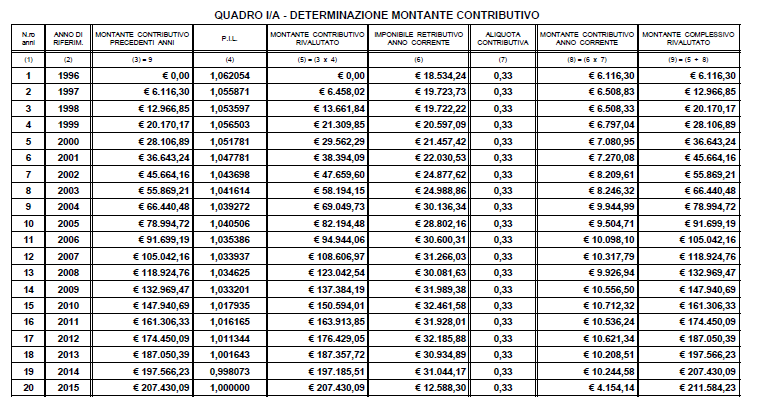 QUADRO I/A - DETERMINAZIONE MONTANTE CONTRIBUTIVO
N.ro anni | ANNO DI RIFERIM. | MONTANTE CONTRIBUTIVO PRECEDENTI ANNI | P.I.L. | MONTANTE CONTRIBUTIVO RIVALUTATO | IMPONIBILE RETRIBUTIVO ANNO CORRENTE | ALIQUOTA CONTRIBUTIVA | MONTANTE CONTRIBUTIVO ANNO CORRENTE | MONTANTE COMPLESSIVO RIVALUTATO
(1) (2) (3) = 9 (4) (5) = (3 x 4) (6) (7) (8) = (6 x 7) (9) = (5 + 8)
1 1996 € 0,00 1,062054 € 0,00 € 18.534,24 0,33 € 6.116,30 € 6.116,30
2 1997 € 6.116,30 1,055871 € 6.458,02 € 19.723,73 0,33 € 6.508,83 € 12.966,85
3 1998 € 12.966,85 1,053597 € 13.661,84 € 19.722,22 0,33 € 6.508,33 € 20.170,17
4 1999 € 20.170,17 1,056503 € 21.309,85 € 20.597,09 0,33 € 6.797,04 € 28.106,89
5 2000 € 28.106,89 1,051781 € 29.562,29 € 21.457,42 0,33 € 7.080,95 € 36.643,24
6 2001 € 36.643,24 1,047781 € 38.394,09 € 22.030,53 0,33 € 7.270,08 € 45.664,16
7 2002 € 45.664,16 1,043698 € 47.659,60 € 24.877,62 0,33 € 8.209,61 € 55.869,21
8 2003 € 55.869,21 1,041614 € 58.194,15 € 24.988,86 0,33 € 8.246,32 € 66.440,48
9 2004 € 66.440,48 1,039272 € 69.049,73 € 30.136,34 0,33 € 9.944,99 € 78.994,72
10 2005 € 78.994,72 1,040506 € 82.194,48 € 28.802,16 0,33 € 9.504,71 € 91.699,19
11 2006 € 91.699,19 1,035386 € 94.944,06 € 30.600,31 0,33 € 10.098,10 € 105.042,16
12 2007 € 105.042,16 1,033937 € 108.606,97 € 31.266,03 0,33 € 10.317,79 € 118.924,76
13 2008 € 118.924,76 1,034625 € 123.042,54 € 30.081,63 0,33 € 9.926,94 € 132.969,47
14 2009 € 132.969,47 1,033201 € 137.384,19 € 31.989,38 0,33 € 10.556,50 € 147.940,69
15 2010 € 147.940,69 1,017935 € 150.594,01 € 32.461,58 0,33 € 10.712,32 € 161.306,33
16 2011 € 161.306,33 1,016165 € 163.913,85 € 31.928,01 0,33 € 10.536,24 € 174.450,09
17 2012 € 174.450,09 1,011344 € 176.429,05 € 32.185,88 0,33 € 10.621,34 € 187.050,39
18 2013 € 187.050,39 1,001643 € 187.357,72 € 30.934,89 0,33 € 10.208,51 € 197.566,23
19 2014 € 197.566,23 0,998073 € 197.185,51 € 31.044,17 0,33 € 10.244,58 € 207.430,09
20 2015 € 207.430,09 1,000000 € 207.430,09 € 12.588,30 0,33 € 4.154,14 € 211.584,23